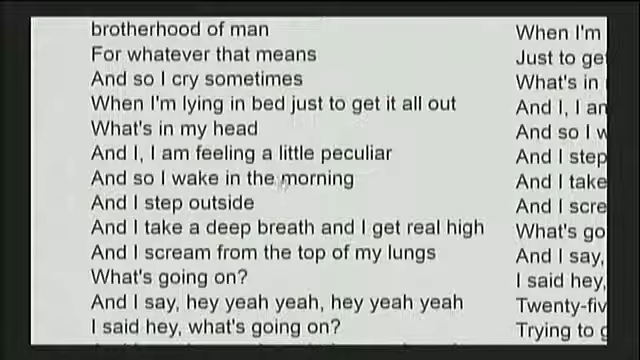 brotherhood of man
For whatever that means
And so I cry sometimes
When I'm lying in bed just to get it all out
What's in my head
And I, I am feeling a little peculiar
And so I wake in the morning
And I step outside
And I take a deep breath and I get real high
And I scream from the top of my lungs
What's going on?
And I say, hey yeah yeah, hey yeah yeah
I said hey, what's going on?
When I'm
Just to get
What's in
And I, I am
And so I w
And I step
And I take
And I scre
What's go
And I say,
I said hey,
Twenty-fiv
Trying to g